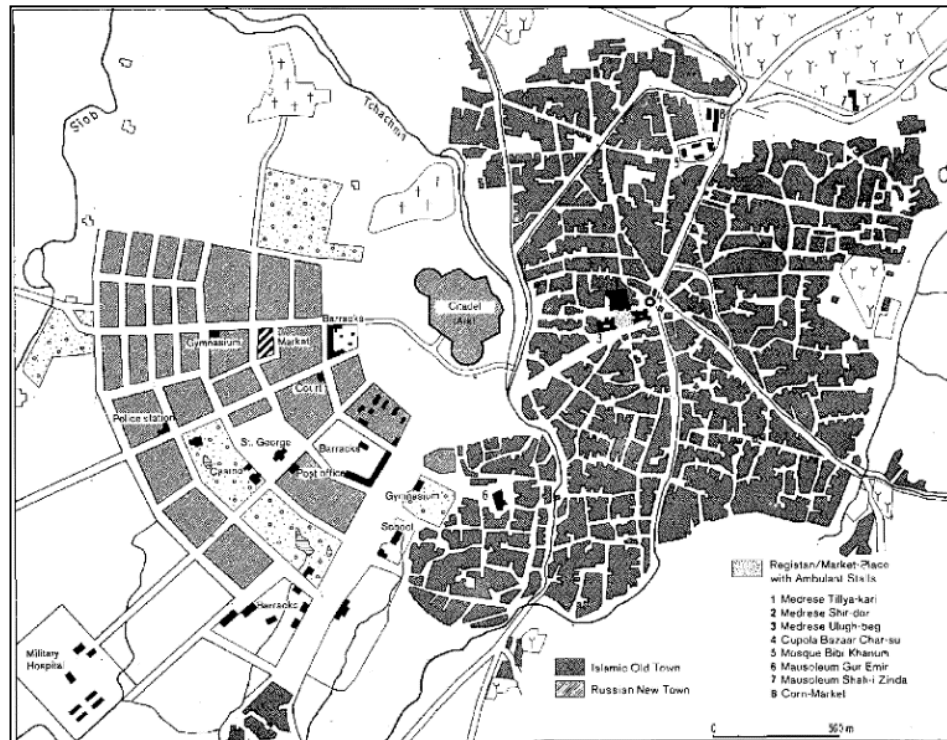 Siob
Tchachma
Citadel
(Ark)
Barracks
Gymnasium
Market
Court
Police station
St. George
Barracks
Casino
Post office
Gymnasium
6
School
Barracks
Military
Hospital
Registan/Market-Place
with Ambulant Stalls
1 Medrese Tillya-kari
2 Medrese Shir-dor
3 Medrese Ulugh-beg
4 Cupola Bazaar Char-su
5 Mosque Bibi Khanum
6 Mausoleum Gur Emir
7 Mausoleum Shah-i Zinda
8 Corn-Market
Islamic Old Town
Russian New Town
0